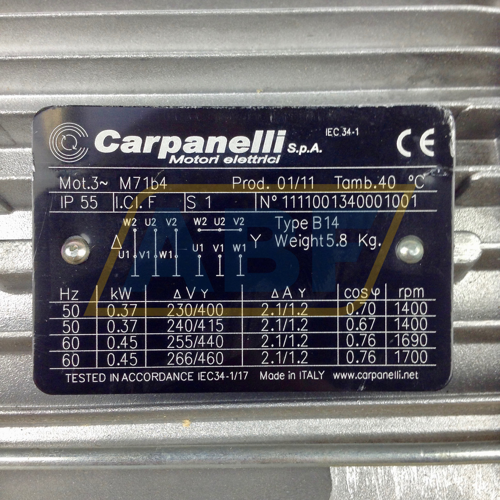 Carpanelli S.p.A. IEC 34-1 CE
Motori elettrici
Mot.3~ M71b4 Prod. 01/11 Tamb.40 °C
IP 55 I.Cl. F S 1 N° 1111001340001001
W2 U2 V2 W2 U2 V2 Type B14
Δ Y Weight 5.8 Kg.
U1 V1 W1 U1 V1 W1
Hz kW Δ V Y Δ A Y cos φ rpm
50 0.37 230/400 2.1/1.2 0.70 1400
50 0.37 240/415 2.1/1.2 0.67 1400
60 0.45 255/440 2.1/1.2 0.76 1690
60 0.45 266/460 2.1/1.2 0.76 1700
TESTED IN ACCORDANCE IEC34-1/17 Made in ITALY www.carpanelli.net
ABF